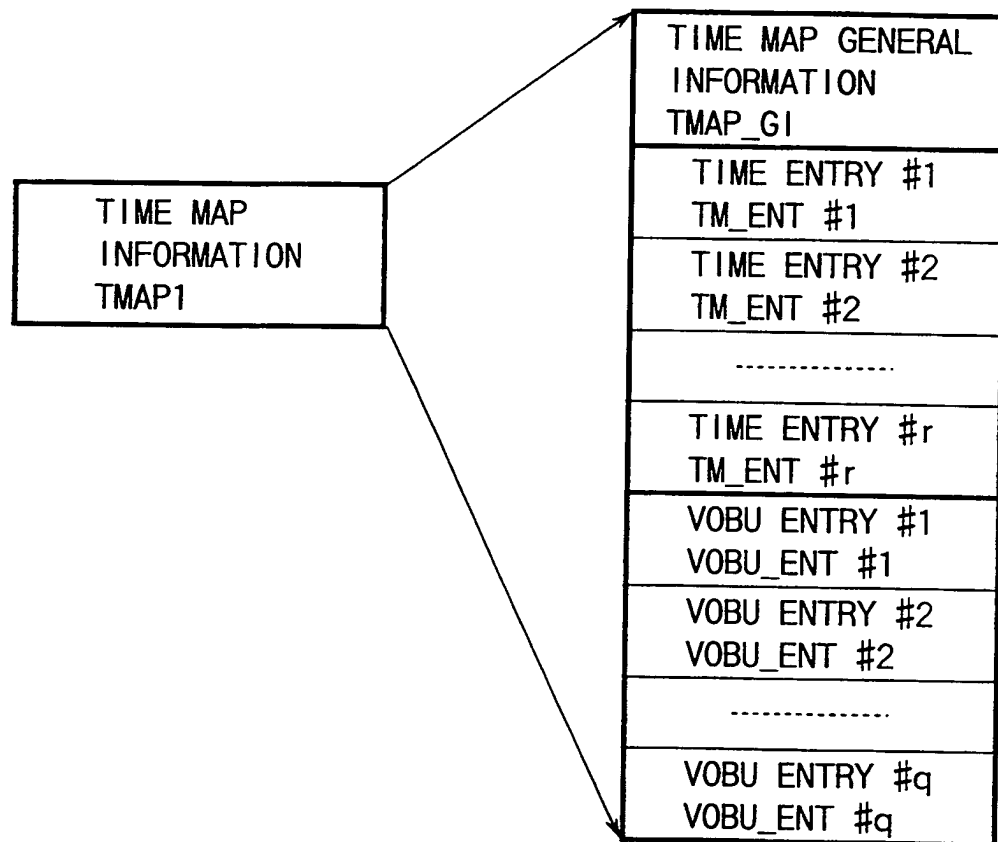 TIME MAP
INFORMATION
TMAP1
TIME MAP GENERAL
INFORMATION
TMAP_GI
TIME ENTRY #1
TM_ENT #1
TIME ENTRY #2
TM_ENT #2
TIME ENTRY #r
TM_ENT #r
VOBU ENTRY #1
VOBU_ENT #1
VOBU ENTRY #2
VOBU_ENT #2
VOBU ENTRY #q
VOBU_ENT #q